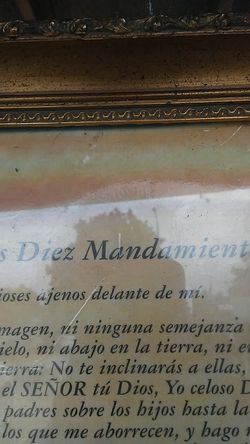 s Diez Mandamient
ioses ajenos delante de mí.
magen, ni ninguna semejanza
ielo, ni abajo en la tierra, ni en
ierra: No te inclinarás a ellas,
el SEÑOR tú Dios, Yo celoso D
padres sobre los hijos hasta la
los que me aborrecen, y hago